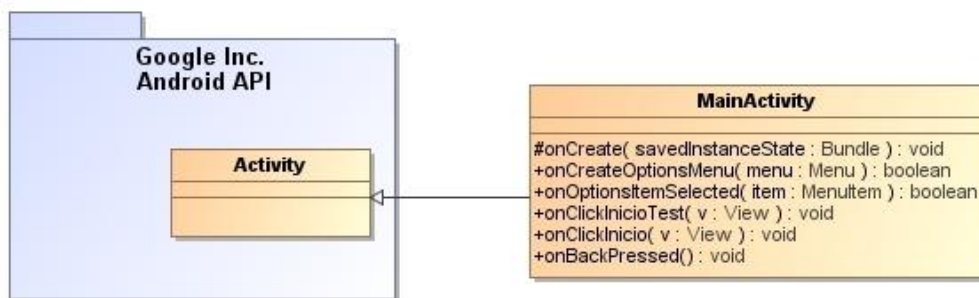 Google Inc.
Android API
Activity
MainActivity
#onCreate( savedInstanceState : Bundle ) : void
+onCreateOptionsMenu( menu : Menu ) : boolean
+onOptionsItemSelected( item : MenuItem ) : boolean
+onClickInicioTest( v : View ) : void
+onClickInicio( v : View ) : void
+onBackPressed() : void